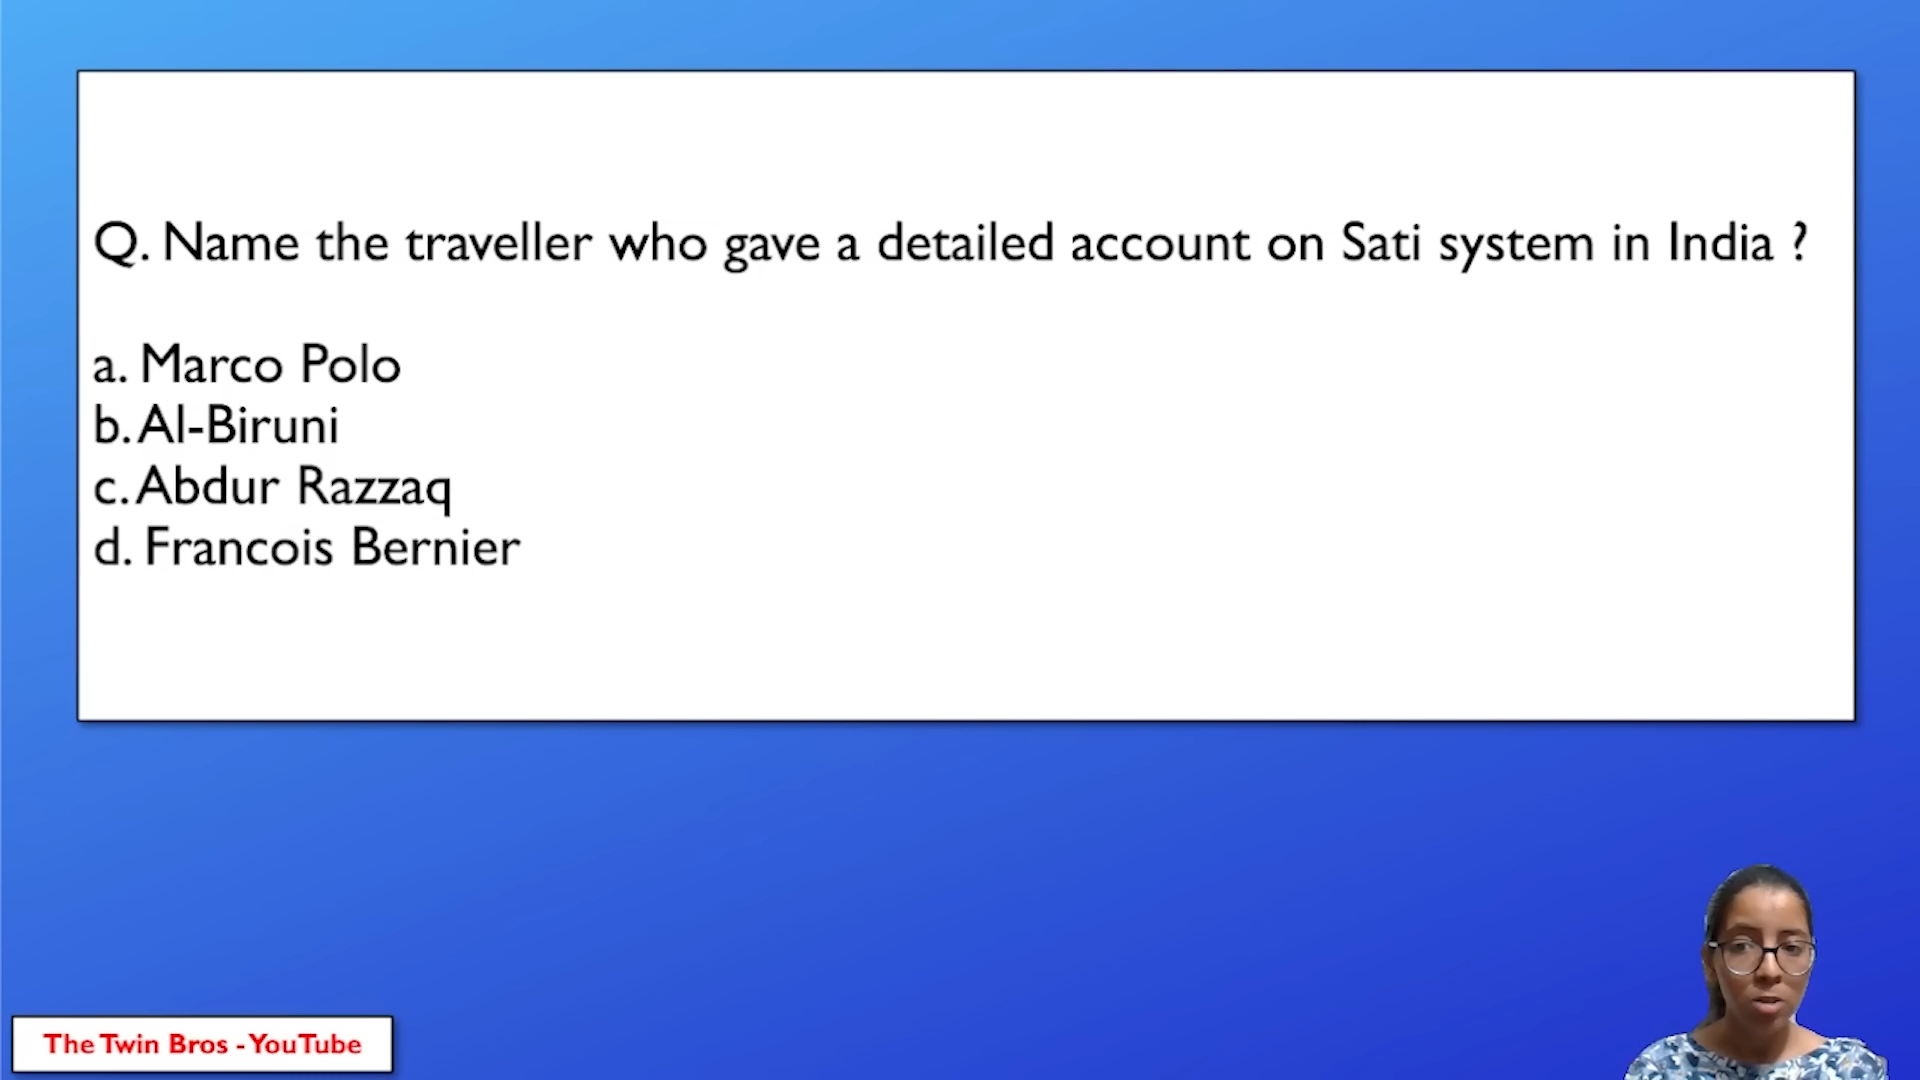 Q. Name the traveller who gave a detailed account on Sati system in India ?
a. Marco Polo
b. Al-Biruni
c. Abdur Razzaq
d. Francois Bernier
The Twin Bros - YouTube